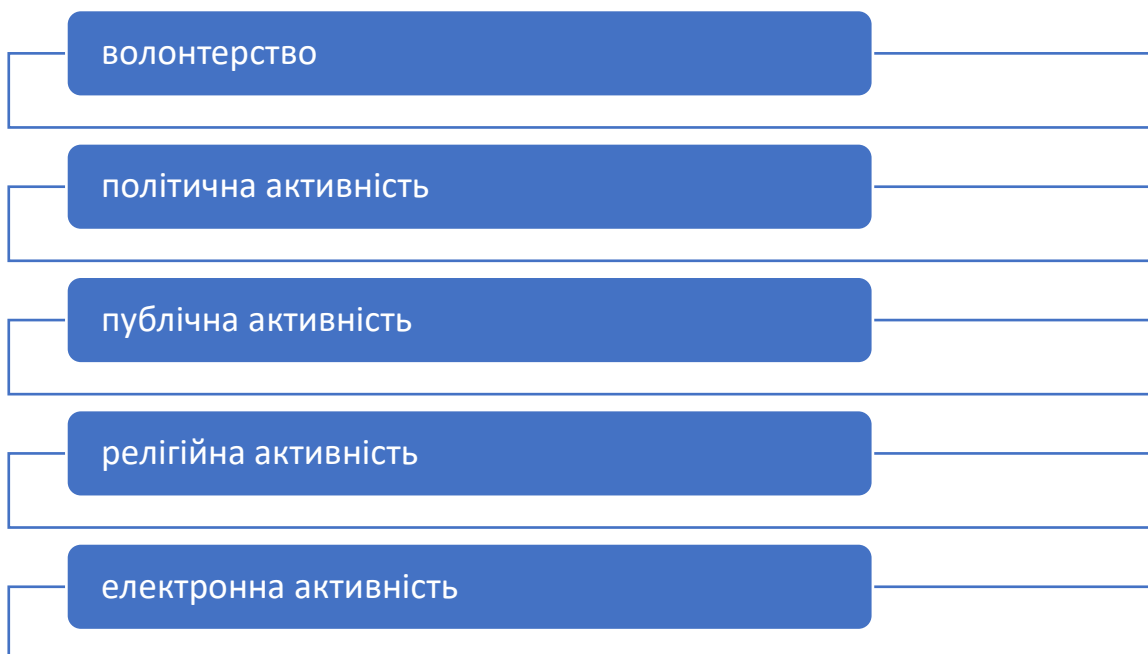 волонтерство
політична активність
публічна активність
релігійна активність
електронна активність